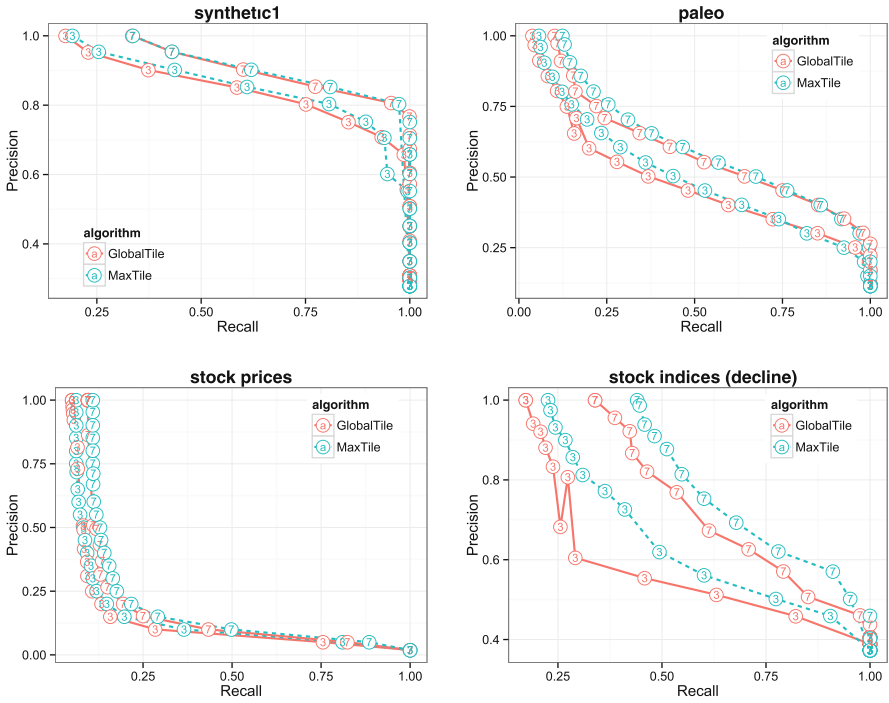 synthetic1
1.0
0.8
0.6
0.4
Precision
algorithm
a GlobalTile
a MaxTile
0.25 0.50 0.75 1.00
Recall
paleo
1.00
0.75
0.50
0.25
Precision
algorithm
a GlobalTile
a MaxTile
0.00 0.25 0.50 0.75 1.00
Recall
stock prices
1.00
0.75
0.50
0.25
0.00
Precision
algorithm
a GlobalTile
a MaxTile
0.25 0.50 0.75 1.00
Recall
stock indices (decline)
1.0
0.8
0.6
0.4
Precision
algorithm
a GlobalTile
a MaxTile
0.25 0.50 0.75 1.00
Recall